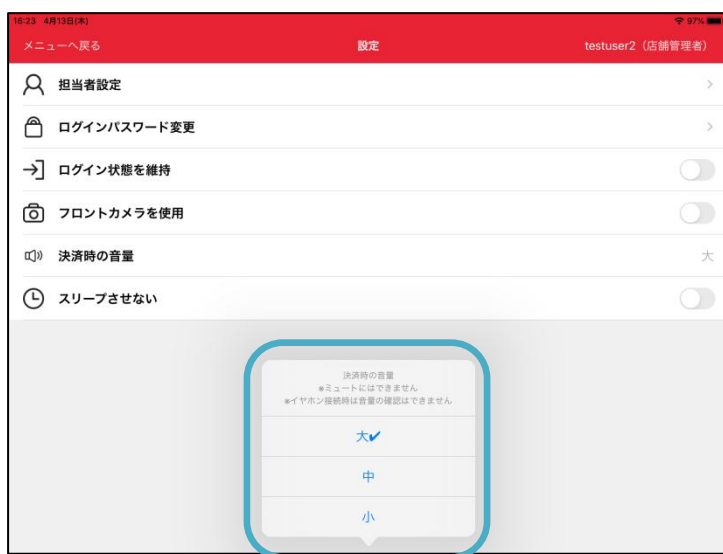 16:23 4月13日(木)
97%
メニューへ戻る
設定
testuser2（店舗管理者）
担当者設定
ログインパスワード変更
ログイン状態を維持
フロントカメラを使用
決済時の音量
大
スリープさせない
決済時の音量
※ミュートにはできません
※イヤホン接続時は音量の確認はできません
大✔
中
小